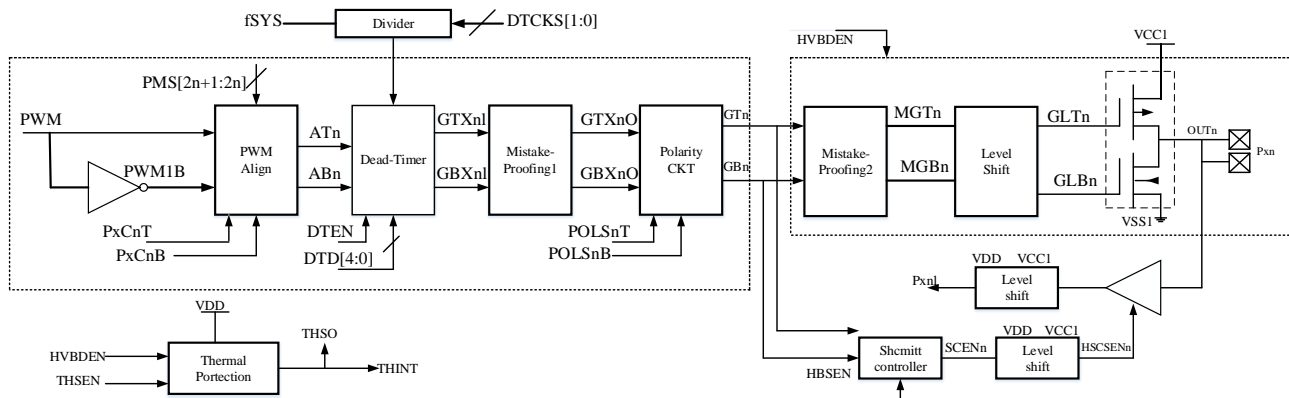 fSYS
Divider
DTCKS[1:0]
HVBDEN
VCC1
PMS[2n+1:2n]
PWM
PWM1B
PWM
Align
ATn
ABn
Dead-Timer
GTXnl
GBXnl
Mistake-
Proofing1
GTXnO
GBXnO
Polarity
CKT
GTn
GBn
Mistake-
Proofing2
MGTn
MGBn
Level
Shift
GLTn
GLBn
OUTn
Pxn
VSS1
PxCnT
PxCnB
DTEN
DTD[4:0]
POLSnT
POLSnB
VDD VCC1
Pxnl
Level
shift
VDD
HVBDEN
THSEN
Thermal
Portection
THSO
THINT
HBSEN
Shcmitt
controller
SCENn
VDD VCC1
Level
shift
HSCSENn